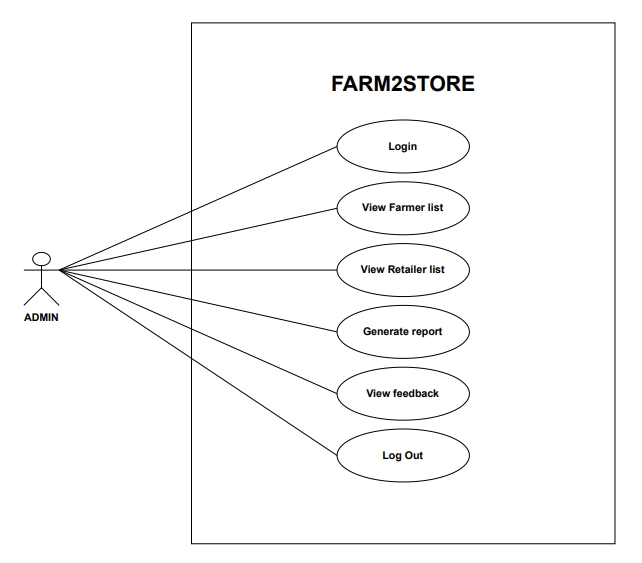 FARM2STORE
Login
View Farmer list
View Retailer list
Generate report
View feedback
Log Out
ADMIN